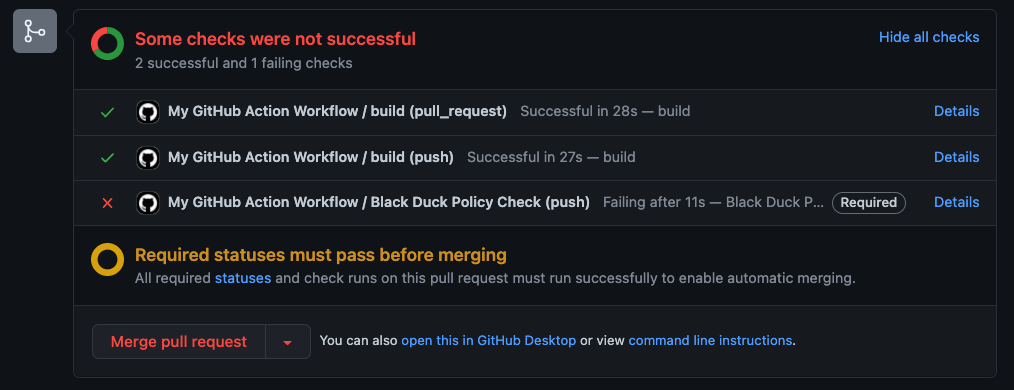 Some checks were not successful
Hide all checks
2 successful and 1 failing checks
My GitHub Action Workflow / build (pull_request) Successful in 28s — build Details
My GitHub Action Workflow / build (push) Successful in 27s — build Details
My GitHub Action Workflow / Black Duck Policy Check (push) Failing after 11s — Black Duck P... Required Details
Required statuses must pass before merging
All required statuses and check runs on this pull request must run successfully to enable automatic merging.
Merge pull request You can also open this in GitHub Desktop or view command line instructions.